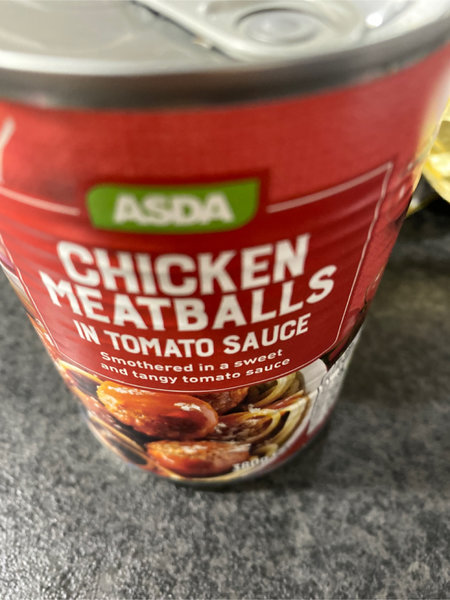 ASDA
CHICKEN
MEATBALLS
IN TOMATO SAUCE
Smothered in a sweet
and tangy tomato sauce